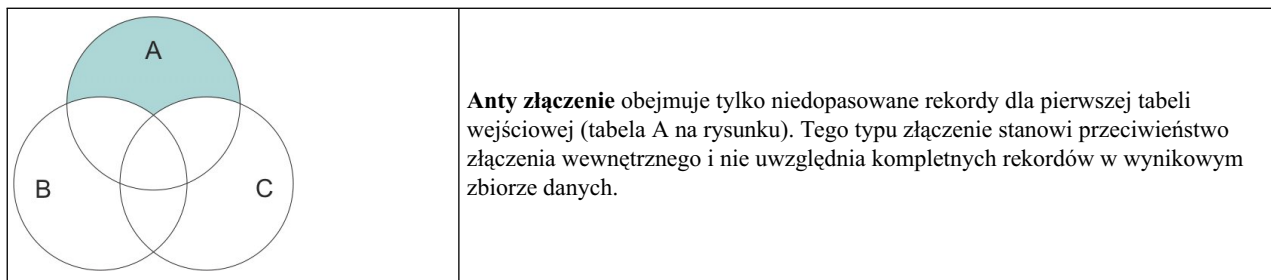 A
B
C
Anty złączenie obejmuje tylko niedopasowane rekordy dla pierwszej tabeli
wejściowej (tabela A na rysunku). Tego typu złączenie stanowi przeciwieństwo
złączenia wewnętrznego i nie uwzględnia kompletnych rekordów w wynikowym
zbiorze danych.